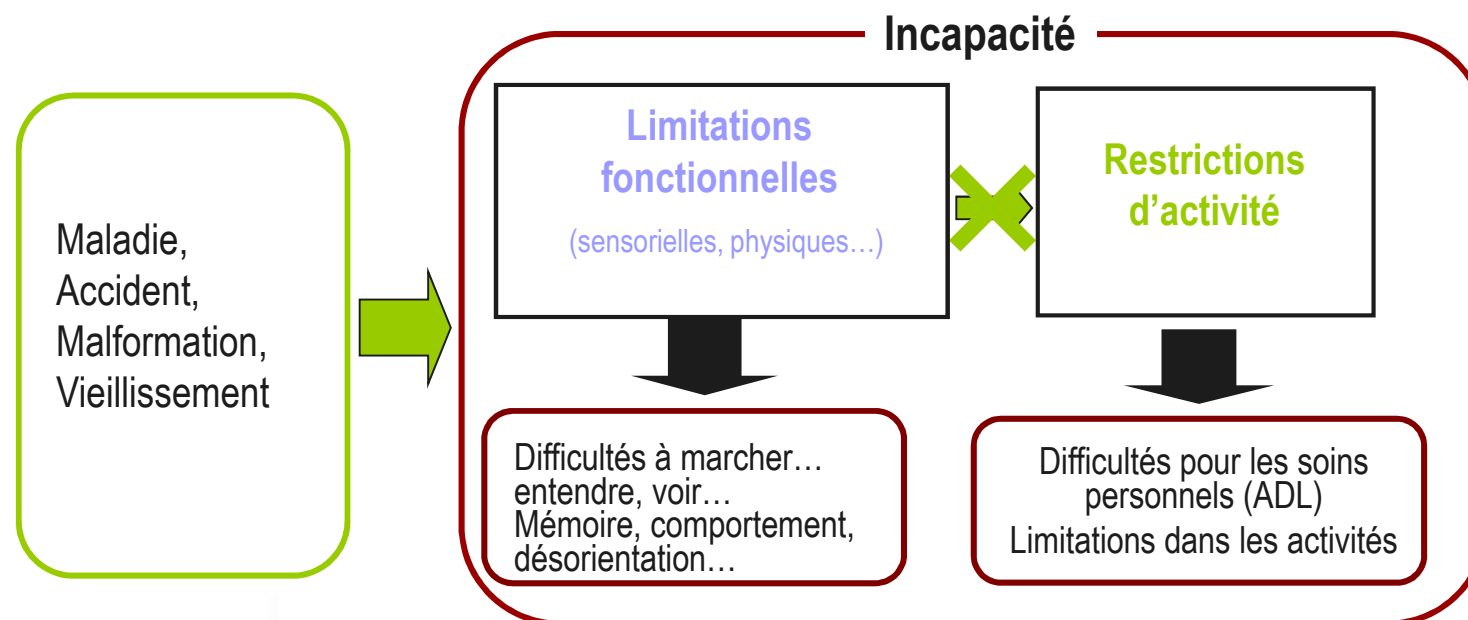 Incapacité
Maladie,
Accident,
Malformation,
Vieillissement
Limitations
fonctionnelles
(sensorielles, physiques…)
Restrictions
d’activité
Difficultés à marcher…
entendre, voir…
Mémoire, comportement,
désorientation…
Difficultés pour les soins
personnels (ADL)
Limitations dans les activités